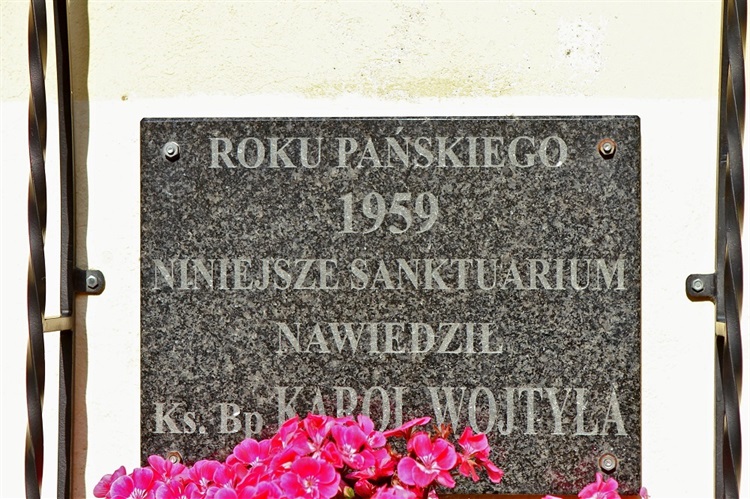 ROKU PAŃSKIEGO
1959
NINIEJSZE SANKTUARIUM
NAWIEDZIŁ
Ks. Bp KAROL WOJTYŁA